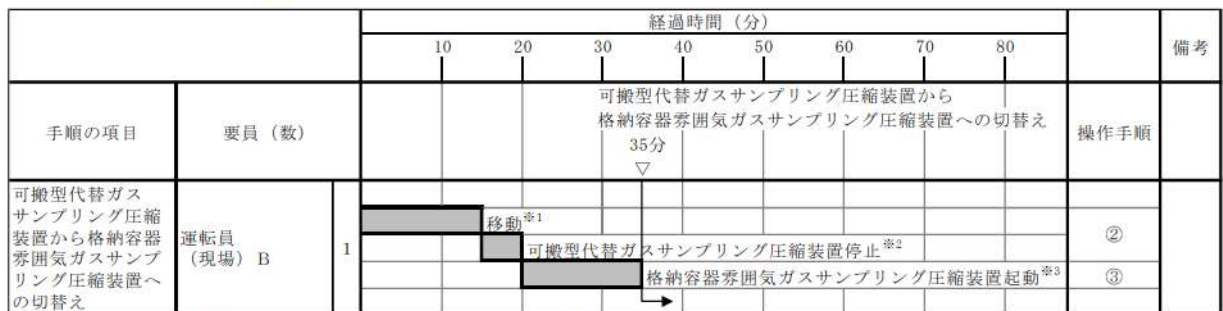 経過時間（分）
10 20 30 40 50 60 70 80
備考
手順の項目
要員（数）
可搬型代替ガスサンプリング圧縮装置から
格納容器雰囲気ガスサンプリング圧縮装置への切替え
35分
▽
操作手順
可搬型代替ガス
サンプリング圧縮
装置から格納容器
雰囲気ガスサンプ
リング圧縮装置へ
の切替え
運転員
（現場）B
1
移動※1
可搬型代替ガスサンプリング圧縮装置停止※2
格納容器雰囲気ガスサンプリング圧縮装置起動※3
②
③